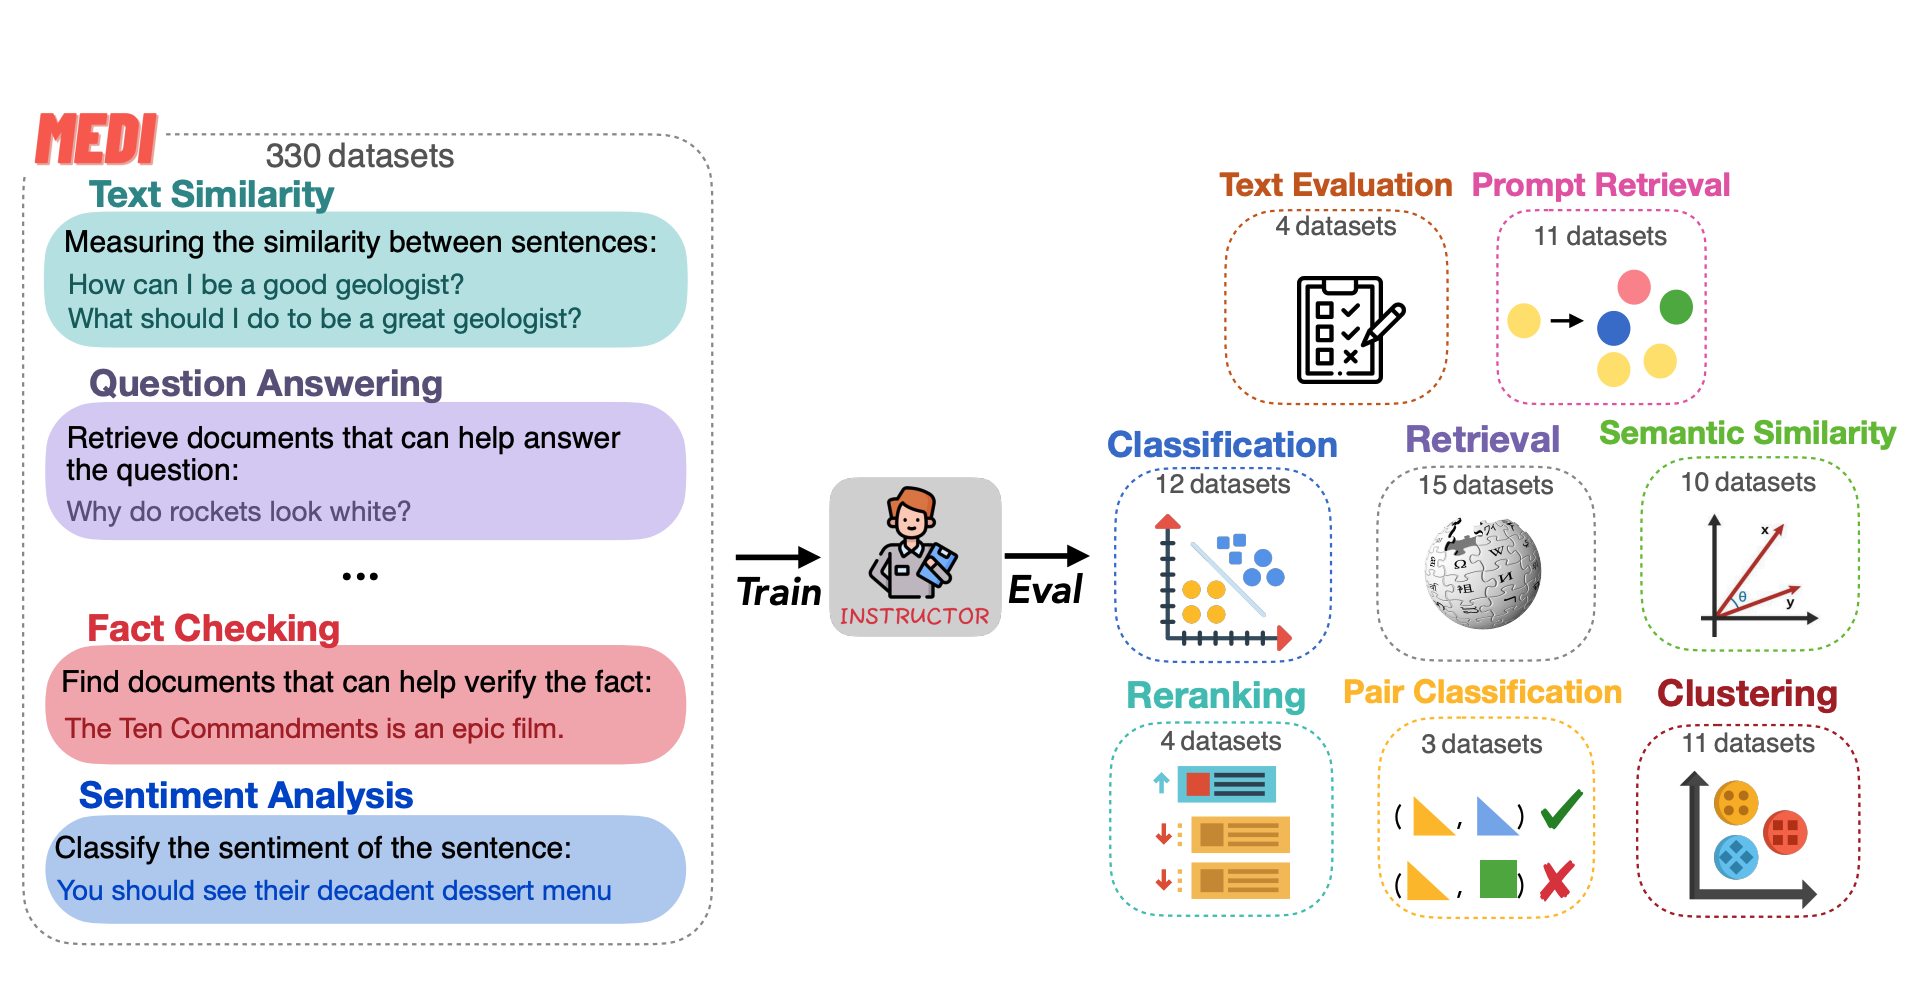 MEDI
330 datasets
Text Similarity
Measuring the similarity between sentences:
How can I be a good geologist?
What should I do to be a great geologist?
Question Answering
Retrieve documents that can help answer
the question:
Why do rockets look white?
...
Fact Checking
Find documents that can help verify the fact:
The Ten Commandments is an epic film.
Sentiment Analysis
Classify the sentiment of the sentence:
You should see their decadent dessert menu
Train
INSTRUCTOR
Eval
Text Evaluation
4 datasets
Prompt Retrieval
11 datasets
Classification
12 datasets
Retrieval
15 datasets
W
Ω
И
祖
Semantic Similarity
10 datasets
x
θ
y
Reranking
4 datasets
Pair Classification
3 datasets
( , )
( , )
Clustering
11 datasets